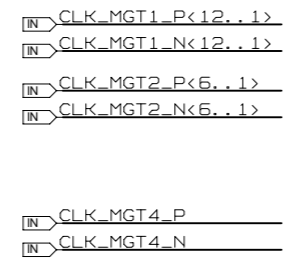 IN CLK_MGT1_P<12..1>
IN CLK_MGT1_N<12..1>
IN CLK_MGT2_P<6..1>
IN CLK_MGT2_N<6..1>
IN CLK_MGT4_P
IN CLK_MGT4_N